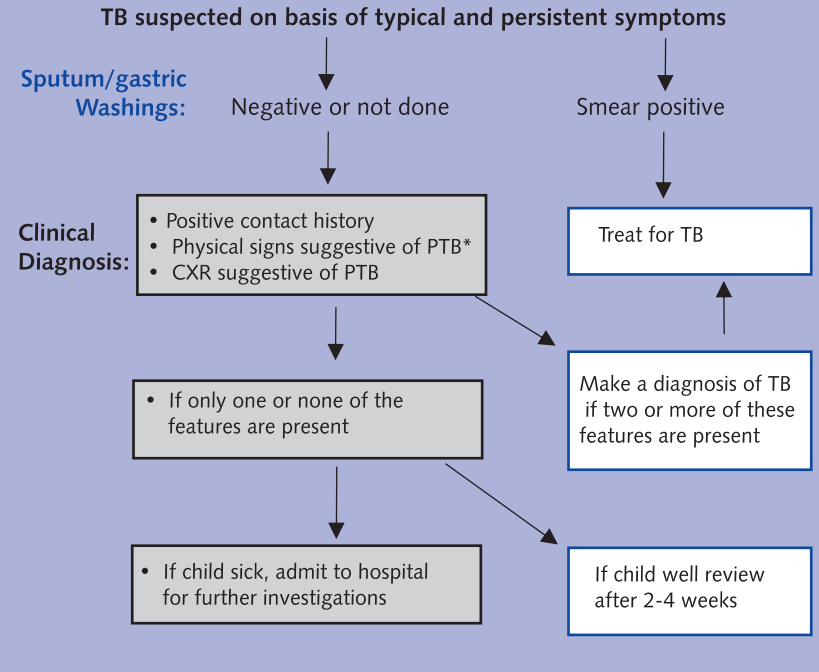 TB suspected on basis of typical and persistent symptoms
Sputum/gastric
Washings:
Negative or not done
Smear positive
Clinical
Diagnosis:
• Positive contact history
• Physical signs suggestive of PTB*
• CXR suggestive of PTB
Treat for TB
Make a diagnosis of TB
if two or more of these
features are present
• If only one or none of the
features are present
• If child sick, admit to hospital
for further investigations
If child well review
after 2-4 weeks